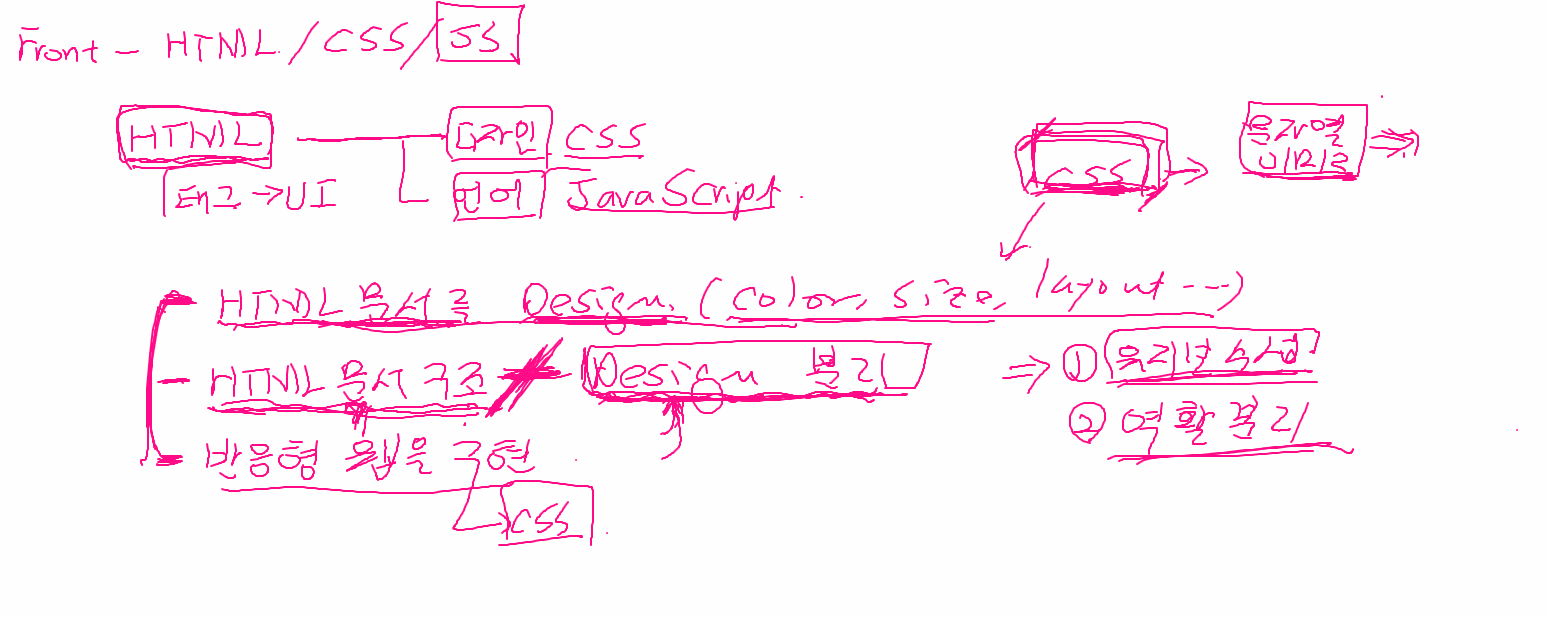 Front - HTML / CSS / JS
HTML 디자인 CSS
태그 → UI 언어 JavaScript.
CSS → 문자열
- HTML 문서를 Design. (color, size, layout ---)
- HTML 문서 구조 Design 분리 ⇒ ① 유지보수성
② 역할분리
- 반응형 웹을 구현
→ CSS